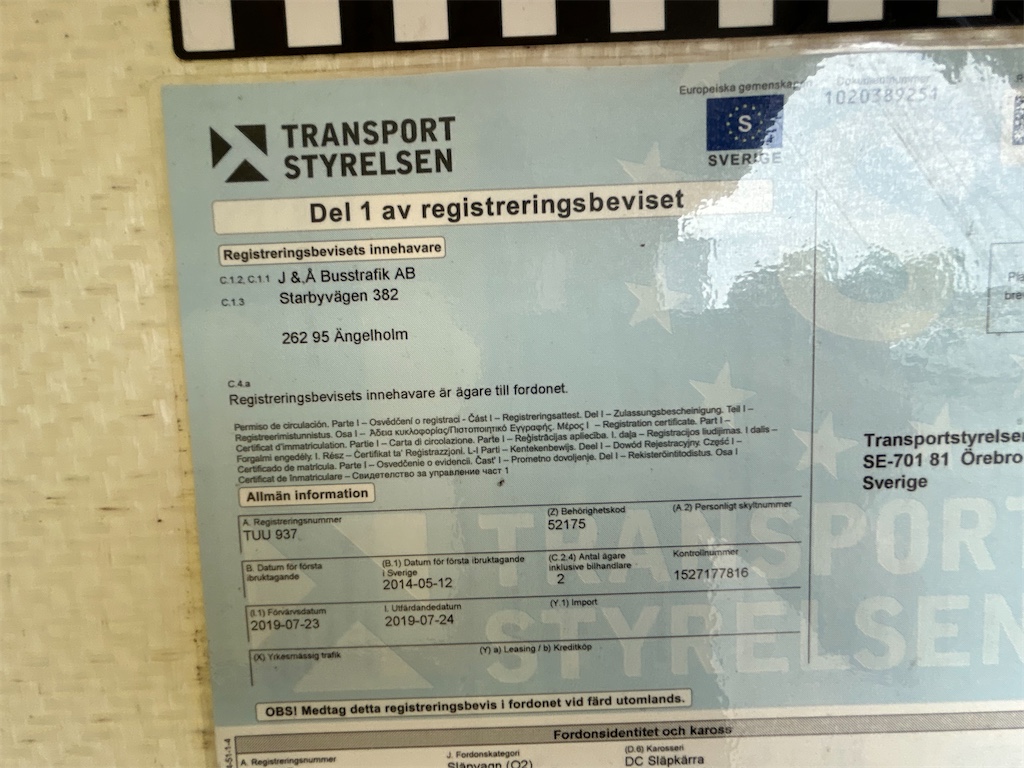 Europeiska gemenskap
Dokumentnummer
1020389251
TRANSPORT
STYRELSEN
S
SVERIGE
Del 1 av registreringsbeviset
Registreringsbevisets innehavare
C.1.2, C.1.1 J & Å Busstrafik AB
C.1.3 Starbyvägen 382
262 95 Ängelholm
C.4.a
Registreringsbevisets innehavare är ägare till fordonet.
Permiso de circulación. Parte I – Osvědčení o registraci - Část I – Registreringsattest. Del I – Zulassungsbescheinigung. Teil I –
Registreerimistunnistus. Osa I – Άδεια κυκλοφορίας/Πιστοποιητικό Εγγραφής. Μέρος I – Registration certificate. Part I –
Certificat d'immatriculation. Partie I – Carta di circolazione. Parte I – Reģistrācijas apliecība. I. daļa – Registracijos liudijimas. I dalis –
Forgalmi engedély. I. Rész – Ċertifikat ta' Reġistrazzjoni. L-I Parti – Kentekenbewijs. Deel I – Dowód Rejestracyjny. Część I –
Certificado de matrícula. Parte I – Osvedčenie o evidencii. Časť I – Prometno dovoljenje. Del I – Rekisteröintitodistus. Osa I
Certificat de Inmatriculare – Свидетелство за управление част 1
Allmän information
A. Registreringsnummer
TUU 937
(Z) Behörighetskod
52175
(A.2) Personligt skyltnummer
B. Datum för första
ibruktagande
(B.1) Datum för första ibruktagande
i Sverige
2014-05-12
(C.2.4) Antal ägare
inklusive bilhandlare
2
Kontrollnummer
1527177816
(I.1) Förvärvsdatum
2019-07-23
I. Utfärdandedatum
2019-07-24
(Y.1) Import
(X) Yrkesmässig trafik
(Y) a) Leasing / b) Kreditköp
OBS! Medtag detta registreringsbevis i fordonet vid färd utomlands.
Transportstyrelsen
SE-701 81 Örebro
Sverige
TRANSPORT
STYRELSEN
Fordonsidentitet och kaross
A. Registreringsnummer
J. Fordonskategori
Släpvagn (O2)
(D.6) Karosseri
DC Släpkärra